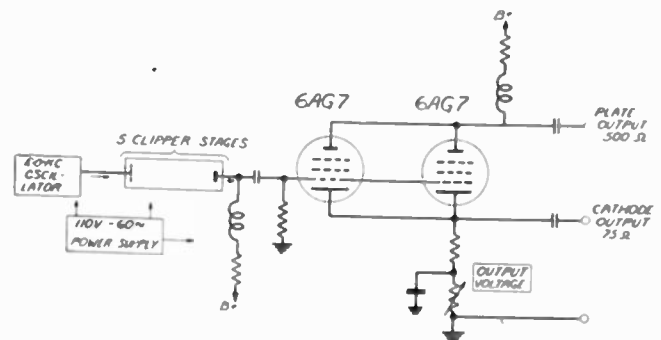 B+
6AG7 6AG7
PLATE
OUTPUT
500 Ω
5 CLIPPER STAGES
OSCIL-
LATOR
CATHODE
OUTPUT
75 Ω
110V - 60~
POWER SUPPLY
OUTPUT
VOLTAGE
B+